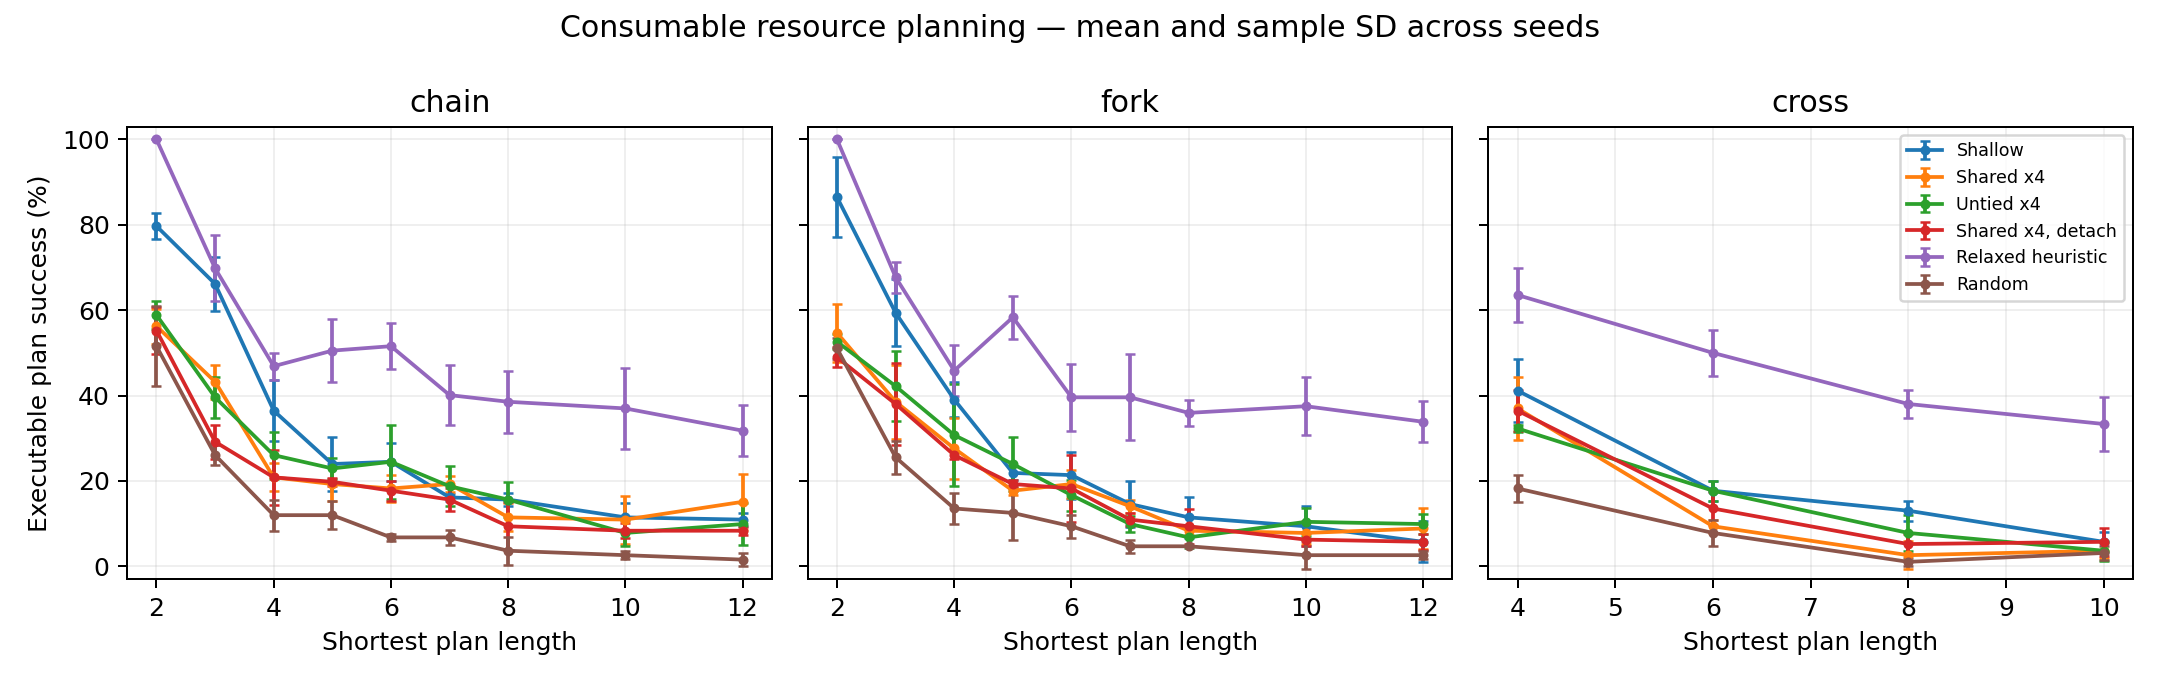 Consumable resource planning — mean and sample SD across seeds
chain
fork
cross
Executable plan success (%)
100
80
60
40
20
0
2 4 6 8 10 12
2 4 6 8 10 12
4 5 6 7 8 9 10
Shortest plan length
Shortest plan length
Shortest plan length
Shallow
Shared x4
Untied x4
Shared x4, detach
Relaxed heuristic
Random